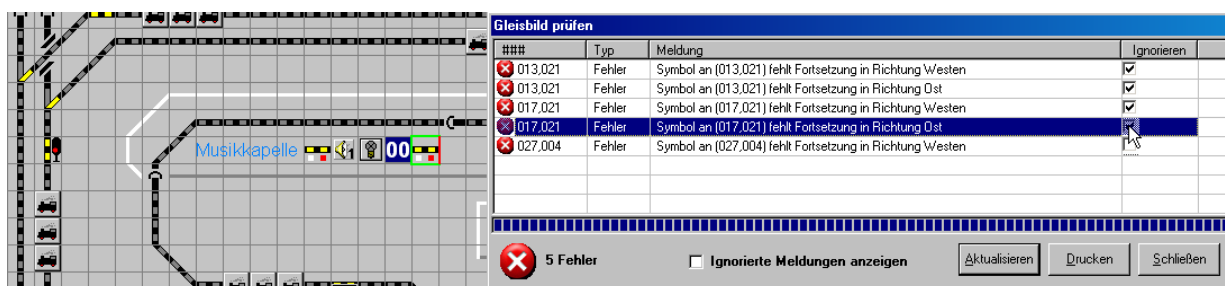 Gleisbild prüfen
### Typ Meldung Ignorieren
013,021 Fehler Symbol an (013,021) fehlt Fortsetzung in Richtung Westen
013,021 Fehler Symbol an (013,021) fehlt Fortsetzung in Richtung Ost
017,021 Fehler Symbol an (017,021) fehlt Fortsetzung in Richtung Westen
017,021 Fehler Symbol an (017,021) fehlt Fortsetzung in Richtung Ost
027,004 Fehler Symbol an (027,004) fehlt Fortsetzung in Richtung Westen
Musikkapelle 1 00
5 Fehler Ignorierte Meldungen anzeigen Aktualisieren Drucken Schließen